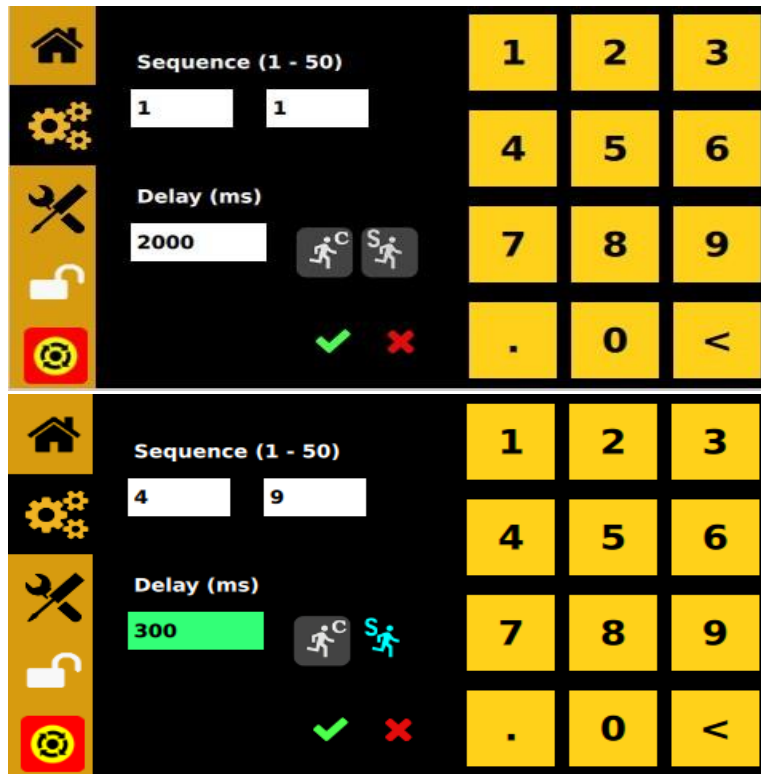 Sequence (1 - 50)
1 1
Delay (ms)
2000
C S
1 2 3
4 5 6
7 8 9
. 0 <
Sequence (1 - 50)
4 9
Delay (ms)
300
C S
1 2 3
4 5 6
7 8 9
. 0 <